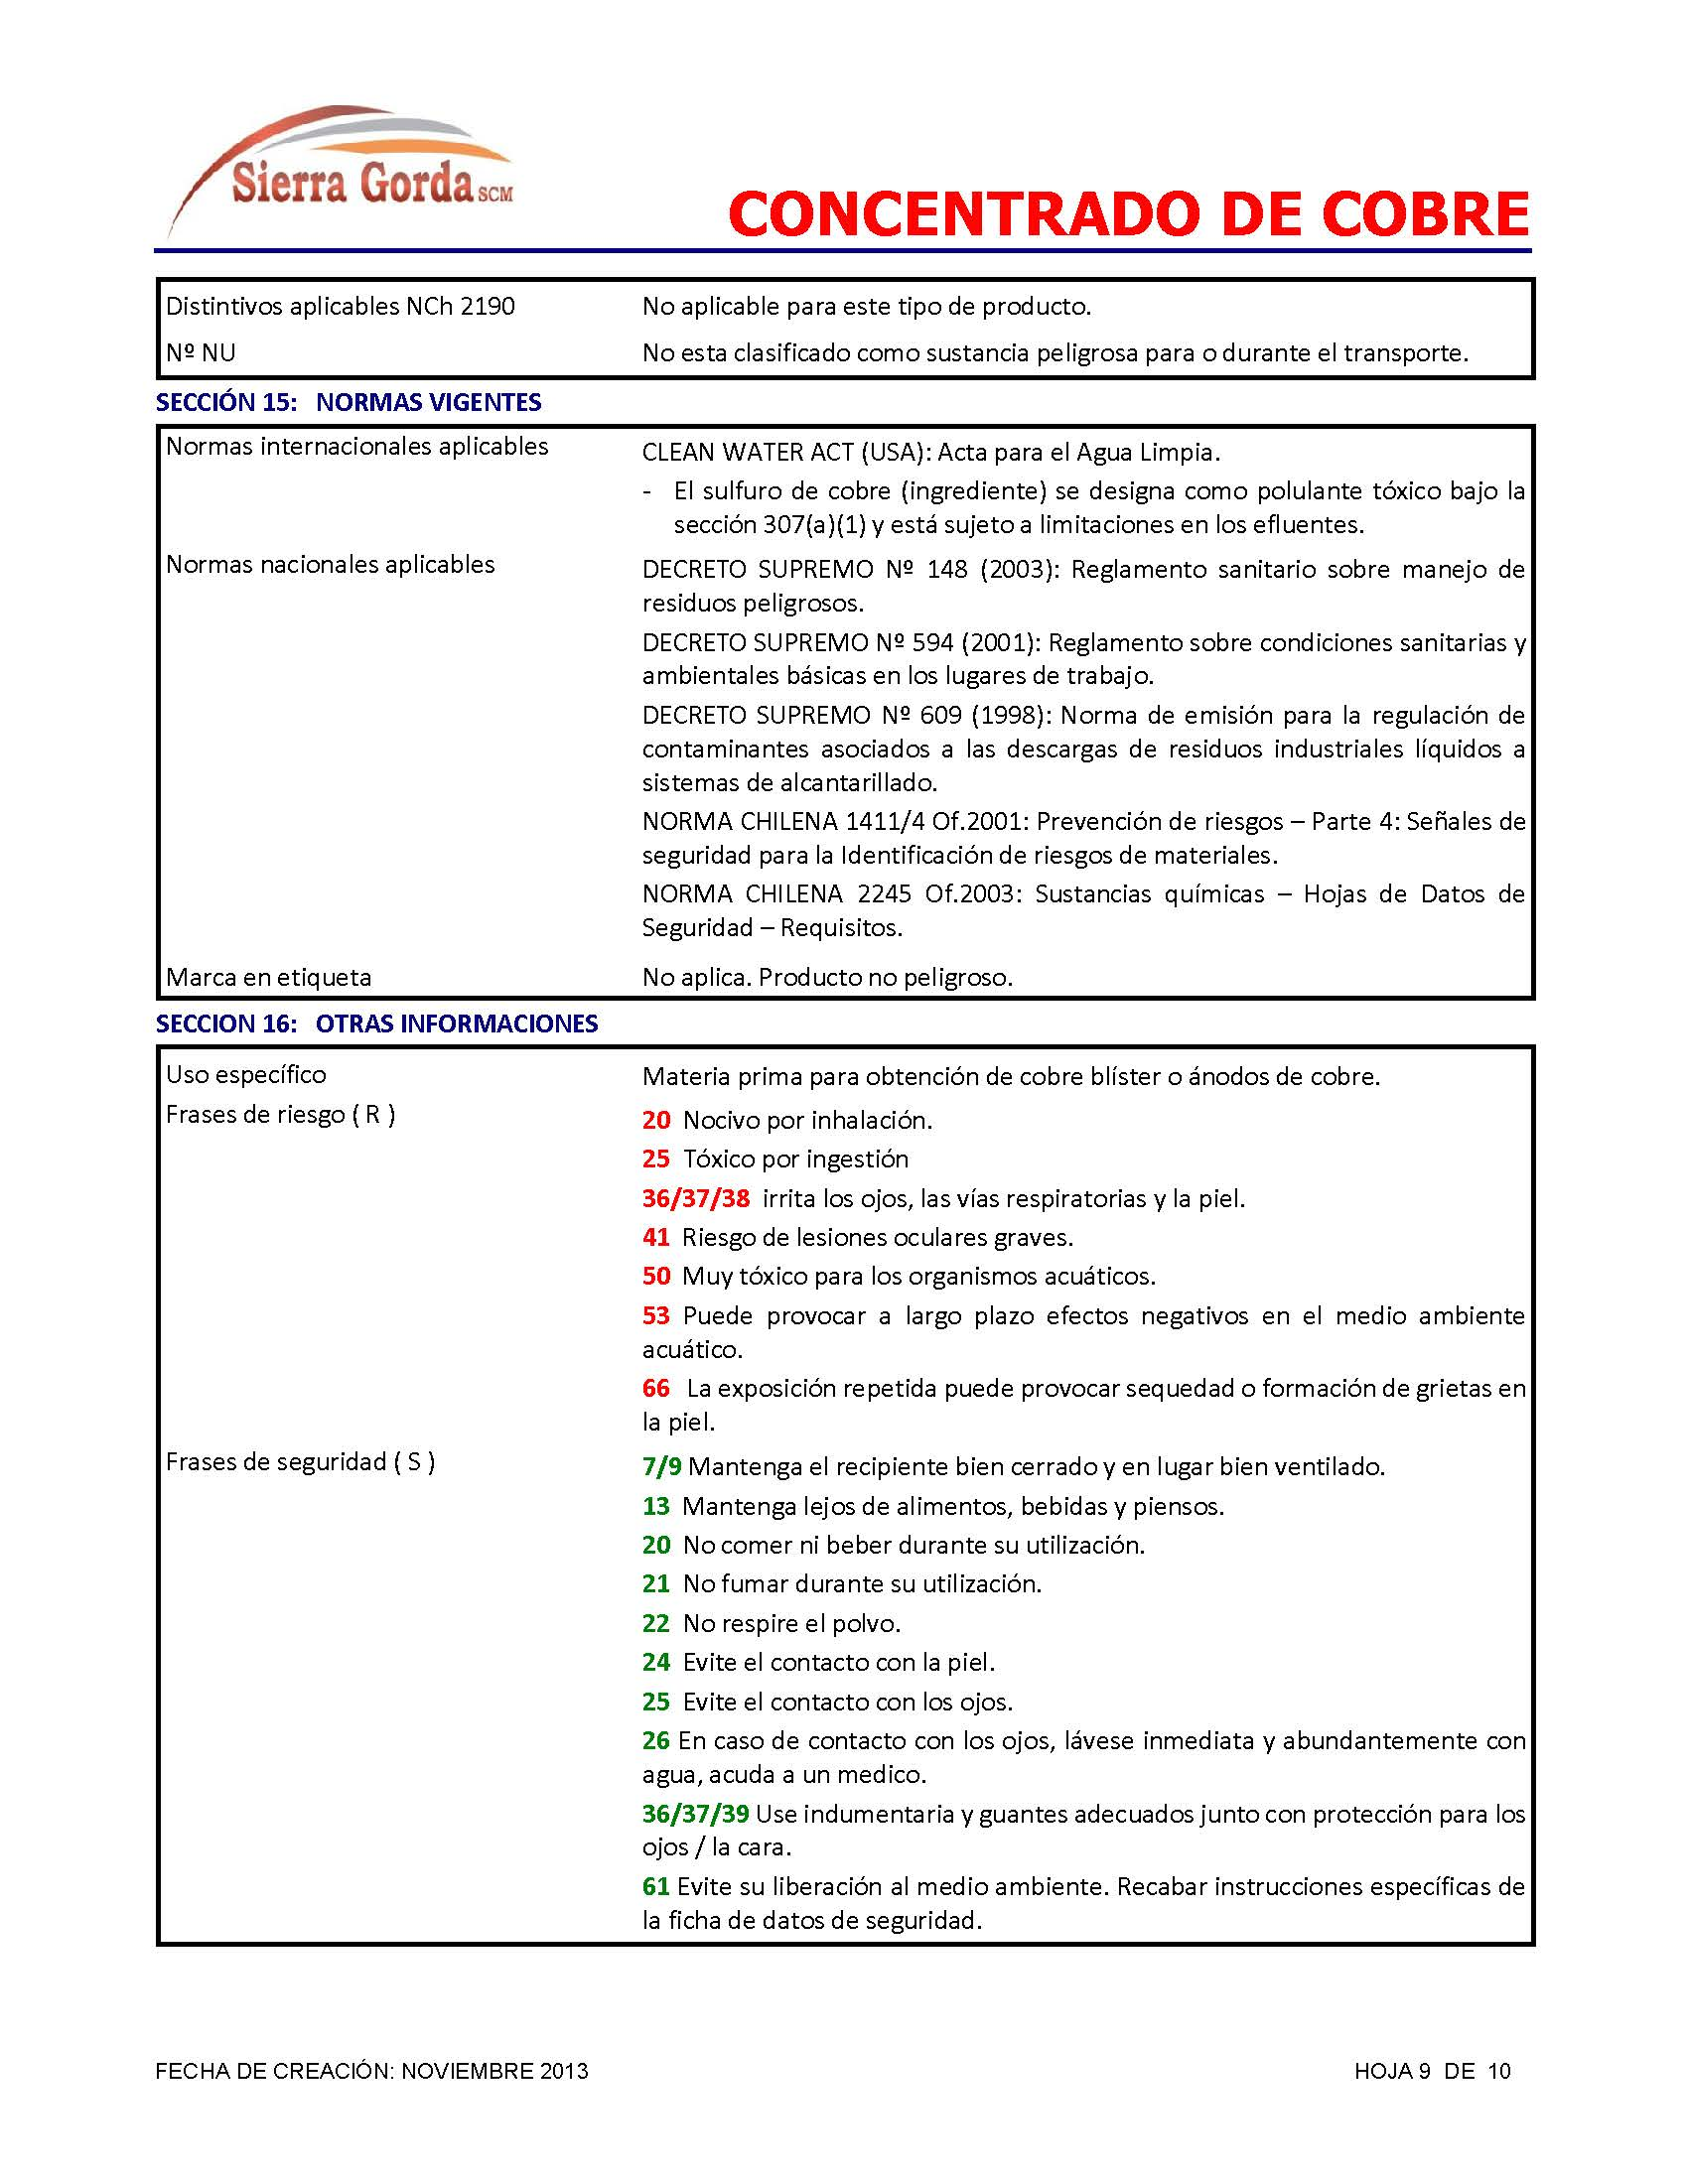 Sierra Gorda SCM
CONCENTRADO DE COBRE
Distintivos aplicables NCh 2190 No aplicable para este tipo de producto.
Nº NU No esta clasificado como sustancia peligrosa para o durante el transporte.
SECCIÓN 15: NORMAS VIGENTES
Normas internacionales aplicables CLEAN WATER ACT (USA): Acta para el Agua Limpia.
- El sulfuro de cobre (ingrediente) se designa como polulante tóxico bajo la
sección 307(a)(1) y está sujeto a limitaciones en los efluentes.
Normas nacionales aplicables DECRETO SUPREMO Nº 148 (2003): Reglamento sanitario sobre manejo de
residuos peligrosos.
DECRETO SUPREMO Nº 594 (2001): Reglamento sobre condiciones sanitarias y
ambientales básicas en los lugares de trabajo.
DECRETO SUPREMO Nº 609 (1998): Norma de emisión para la regulación de
contaminantes asociados a las descargas de residuos industriales líquidos a
sistemas de alcantarillado.
NORMA CHILENA 1411/4 Of.2001: Prevención de riesgos – Parte 4: Señales de
seguridad para la Identificación de riesgos de materiales.
NORMA CHILENA 2245 Of.2003: Sustancias químicas – Hojas de Datos de
Seguridad – Requisitos.
Marca en etiqueta No aplica. Producto no peligroso.
SECCION 16: OTRAS INFORMACIONES
Uso específico Materia prima para obtención de cobre blíster o ánodos de cobre.
Frases de riesgo ( R ) 20 Nocivo por inhalación.
25 Tóxico por ingestión
36/37/38 irrita los ojos, las vías respiratorias y la piel.
41 Riesgo de lesiones oculares graves.
50 Muy tóxico para los organismos acuáticos.
53 Puede provocar a largo plazo efectos negativos en el medio ambiente
acuático.
66 La exposición repetida puede provocar sequedad o formación de grietas en
la piel.
Frases de seguridad ( S ) 7/9 Mantenga el recipiente bien cerrado y en lugar bien ventilado.
13 Mantenga lejos de alimentos, bebidas y piensos.
20 No comer ni beber durante su utilización.
21 No fumar durante su utilización.
22 No respire el polvo.
24 Evite el contacto con la piel.
25 Evite el contacto con los ojos.
26 En caso de contacto con los ojos, lávese inmediata y abundantemente con
agua, acuda a un medico.
36/37/39 Use indumentaria y guantes adecuados junto con protección para los
ojos / la cara.
61 Evite su liberación al medio ambiente. Recabar instrucciones específicas de
la ficha de datos de seguridad.
FECHA DE CREACIÓN: NOVIEMBRE 2013 HOJA 9 DE 10